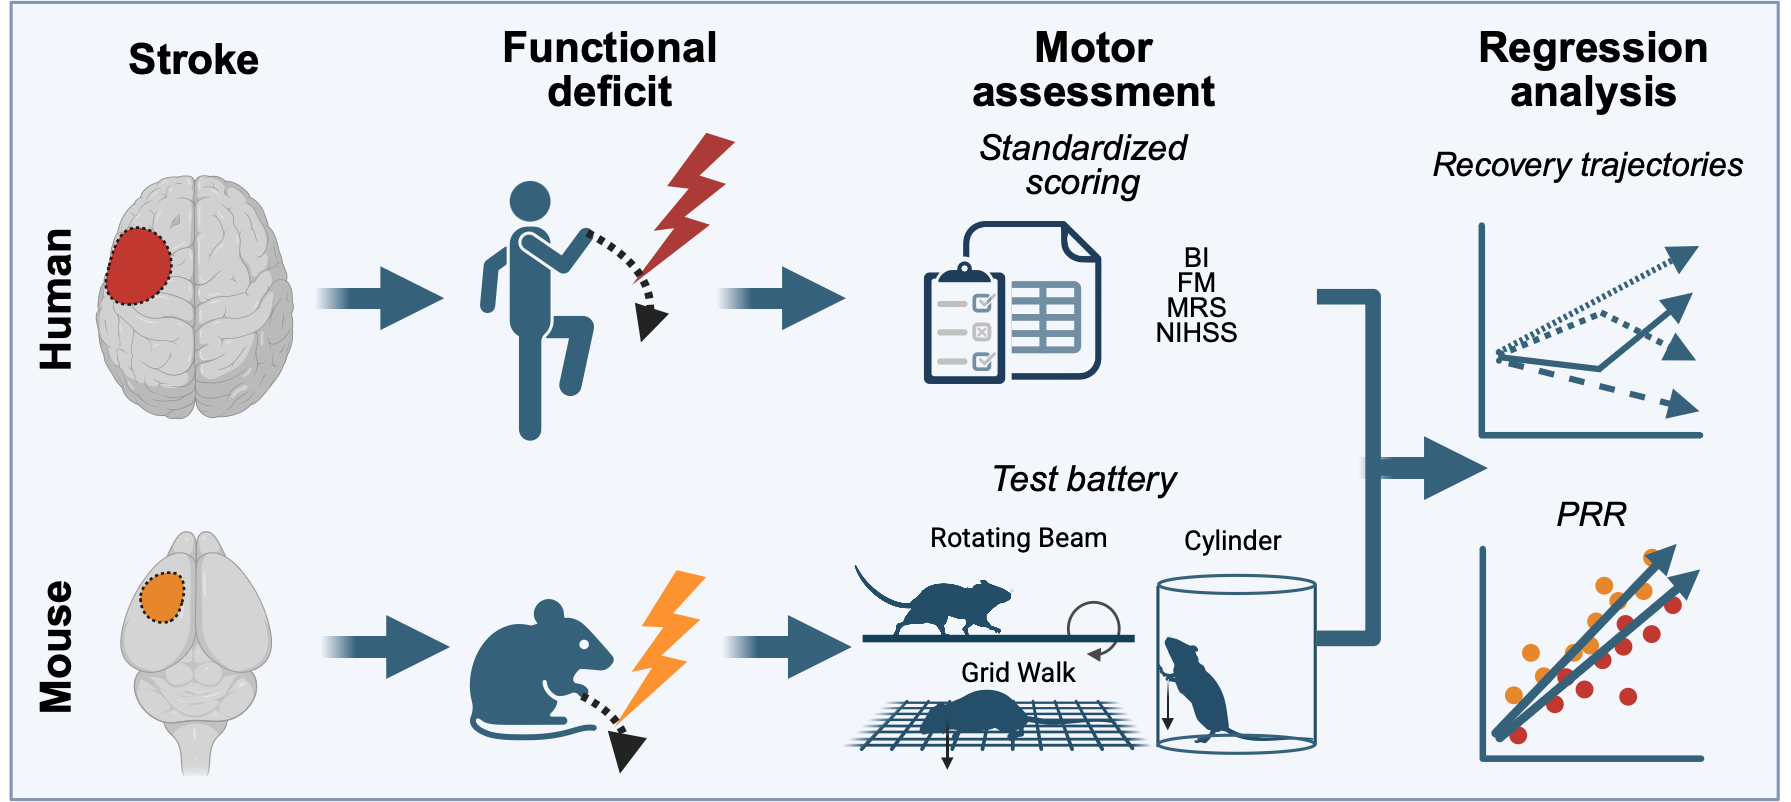 Stroke
Functional
deficit
Motor
assessment
Regression
analysis
Human
Standardized
scoring
BI
FM
MRS
NIHSS
Recovery trajectories
Mouse
Test battery
Rotating Beam
Cylinder
Grid Walk
PRR